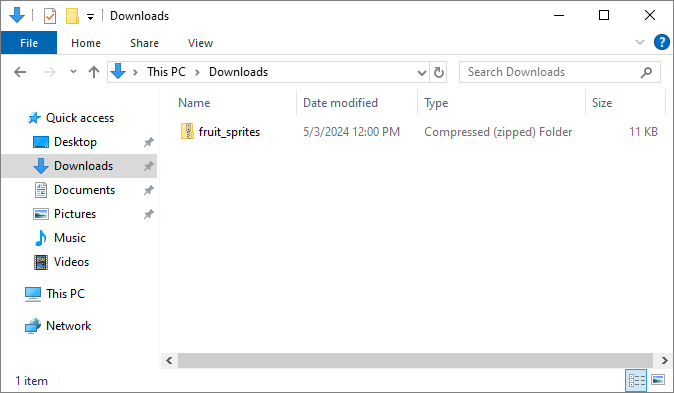 Downloads
File Home Share View
This PC Downloads Search Downloads
Name Date modified Type Size
fruit_sprites 5/3/2024 12:00 PM Compressed (zipped) Folder 11 KB
Quick access
Desktop
Downloads
Documents
Pictures
Music
Videos
This PC
Network
1 item